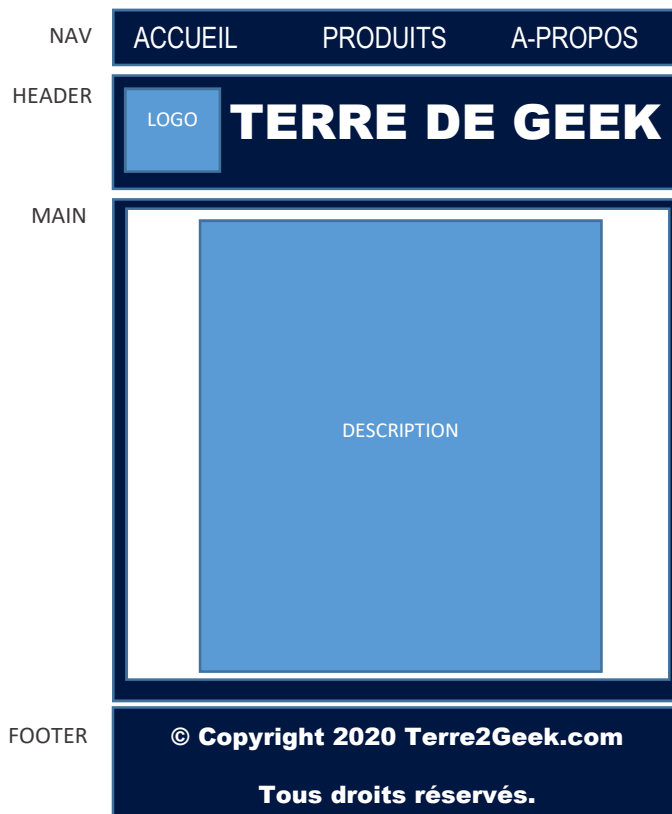 NAV
ACCUEIL PRODUITS A-PROPOS
HEADER
LOGO
TERRE DE GEEK
MAIN
DESCRIPTION
FOOTER
© Copyright 2020 Terre2Geek.com
Tous droits réservés.